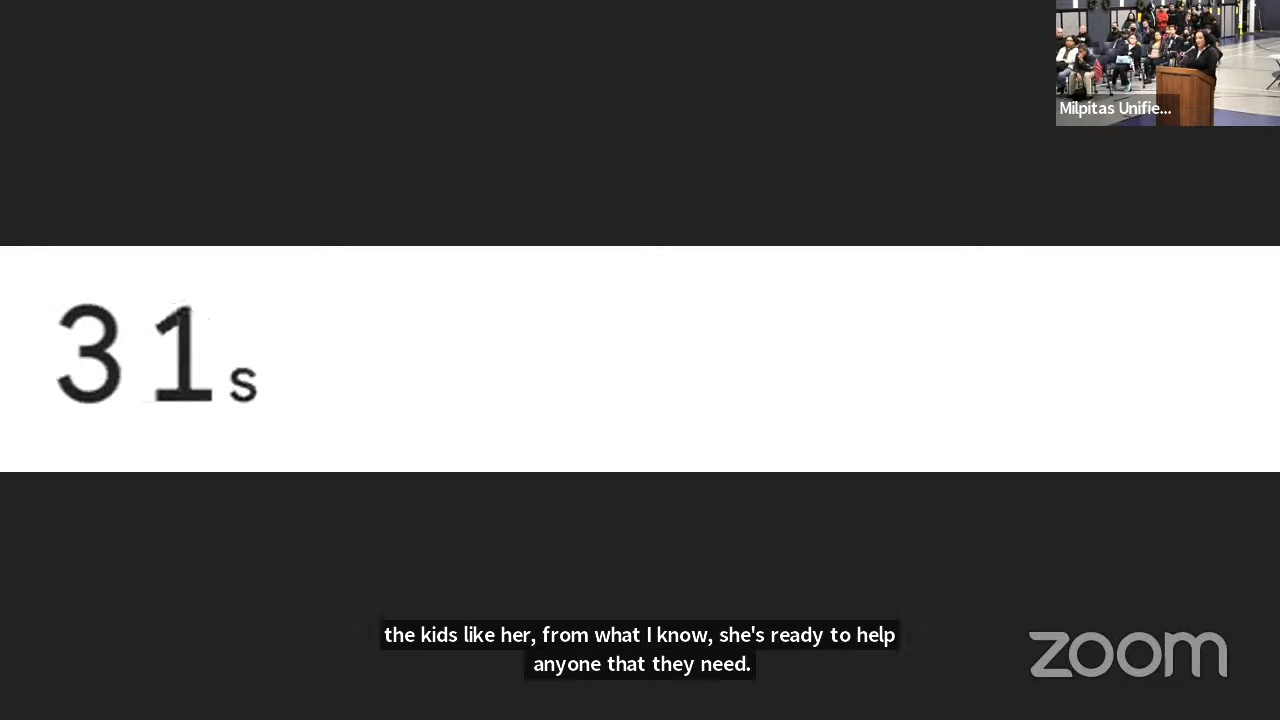 Milpitas Unifie...
31s
the kids like her, from what I know, she's ready to help
anyone that they need.
zoom